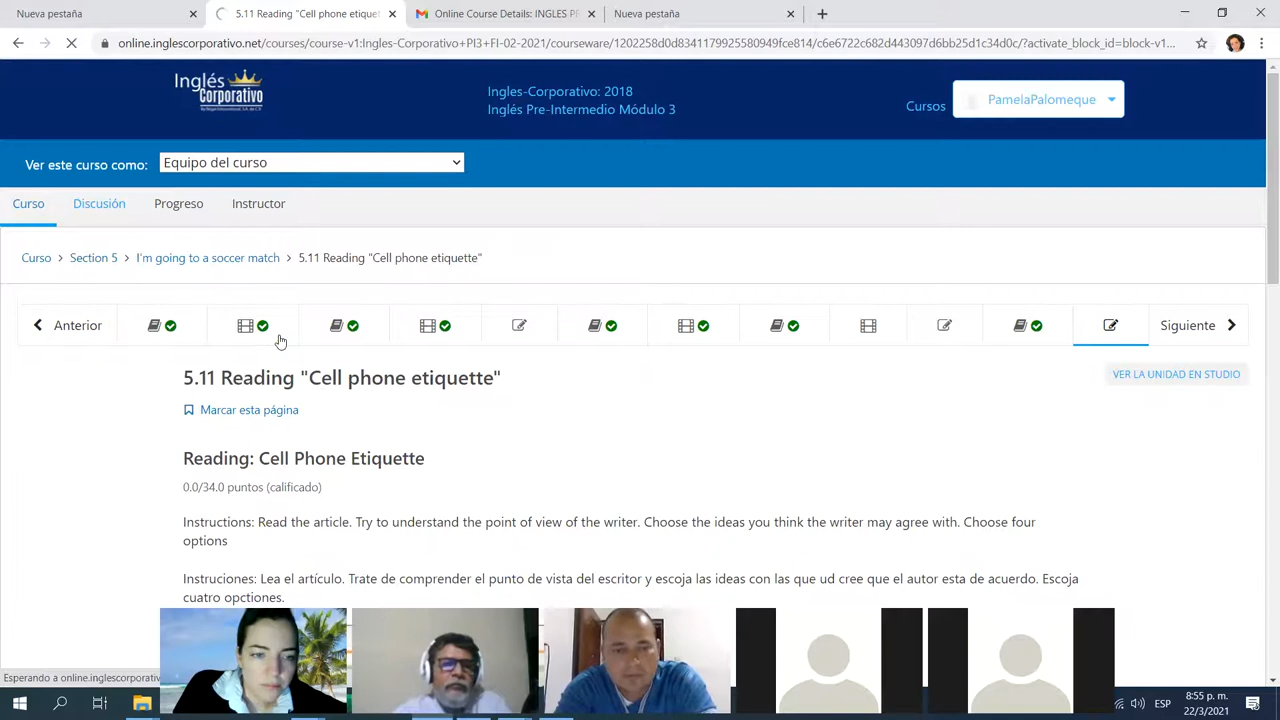 Nueva pestaña
5.11 Reading "Cell phone etiquet
Online Course Details: INGLES PR
Nueva pestaña
online.inglescorporativo.net/courses/course-v1:Ingles-Corporativo+PI3+FI-02-2021/courseware/1202258d0d8341179925580949fce814/c6e6722c682d443097d6bb25d1c34d0c/?activate_block_id=block-v1...
Inglés
Corporativo
Ingles-Corporativo: 2018
Inglés Pre-Intermedio Módulo 3
Cursos
PamelaPalomeque
Ver este curso como:
Equipo del curso
Curso
Discusión
Progreso
Instructor
Curso > Section 5 > I'm going to a soccer match > 5.11 Reading "Cell phone etiquette"
Anterior
Siguiente
5.11 Reading "Cell phone etiquette"
VER LA UNIDAD EN STUDIO
Marcar esta página
Reading: Cell Phone Etiquette
0.0/34.0 puntos (calificado)
Instructions: Read the article. Try to understand the point of view of the writer. Choose the ideas you think the writer may agree with. Choose four
options
Instruciones: Lea el artículo. Trate de comprender el punto de vista del escritor y escoja las ideas con las que ud cree que el autor esta de acuerdo. Escoja
cuatro opctiones.
Esperando a online.inglescorporativ
ESP
8:55 p. m.
22/3/2021